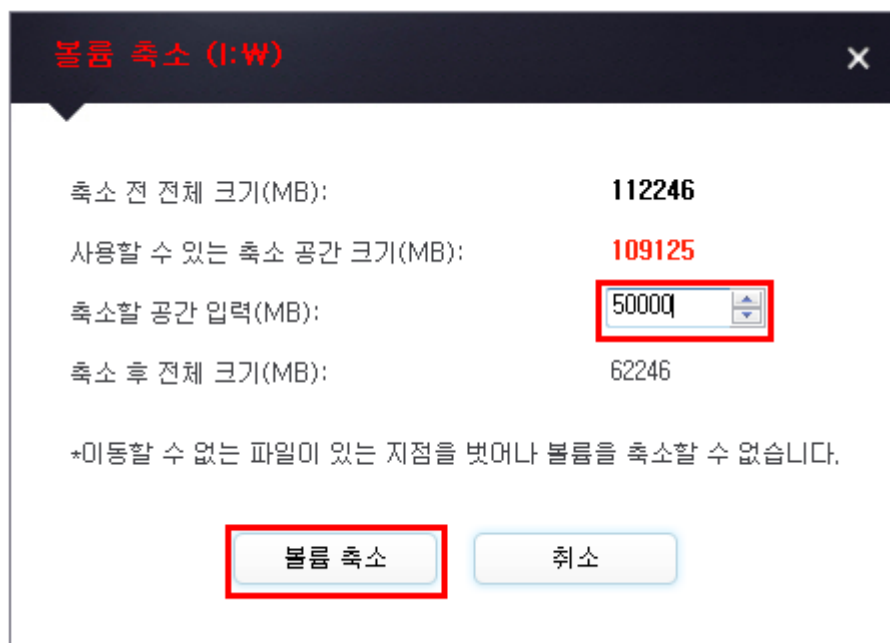 볼륨 축소 (I:₩)
축소 전 전체 크기(MB): 112246
사용할 수 있는 축소 공간 크기(MB): 109125
축소할 공간 입력(MB): 50000
축소 후 전체 크기(MB): 62246
*이동할 수 없는 파일이 있는 지점을 벗어나 볼륨을 축소할 수 없습니다.
볼륨 축소 취소